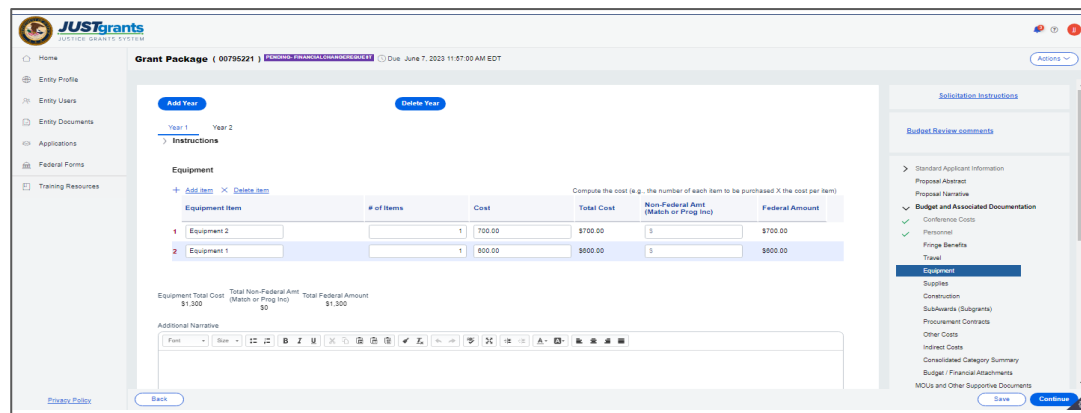 JUSTgrants
JUSTICE GRANTS SYSTEM
Home
Entity Profile
Entity Users
Entity Documents
Applications
Federal Forms
Training Resources
Privacy Policy
Grant Package ( 00795221 ) PENDING- FINANCIALCHANGEREQUEST Due June 7, 2023 11:57:00 AM EDT
Actions
Add Year Delete Year
Year 1 Year 2
Instructions
Equipment
+ Add item × Delete item Compute the cost (e.g., the number of each item to be purchased X the cost per item)
Equipment Item # of Items Cost Total Cost Non-Federal Amt (Match or Prog Inc) Federal Amount
1 Equipment 2 1 700.00 $700.00 $ $700.00
2 Equipment 1 1 600.00 $600.00 $ $600.00
Equipment Total Cost Total Non-Federal Amt (Match or Prog Inc) Total Federal Amount
$1,300 $0 $1,300
Additional Narrative
Font Size B I U
Back Save Continue
Solicitation Instructions
Budget Review comments
Standard Applicant Information
Proposal Abstract
Proposal Narrative
Budget and Associated Documentation
Conference Costs
Personnel
Fringe Benefits
Travel
Equipment
Supplies
Construction
SubAwards (Subgrants)
Procurement Contracts
Other Costs
Indirect Costs
Consolidated Category Summary
Budget / Financial Attachments
MOUs and Other Supportive Documents